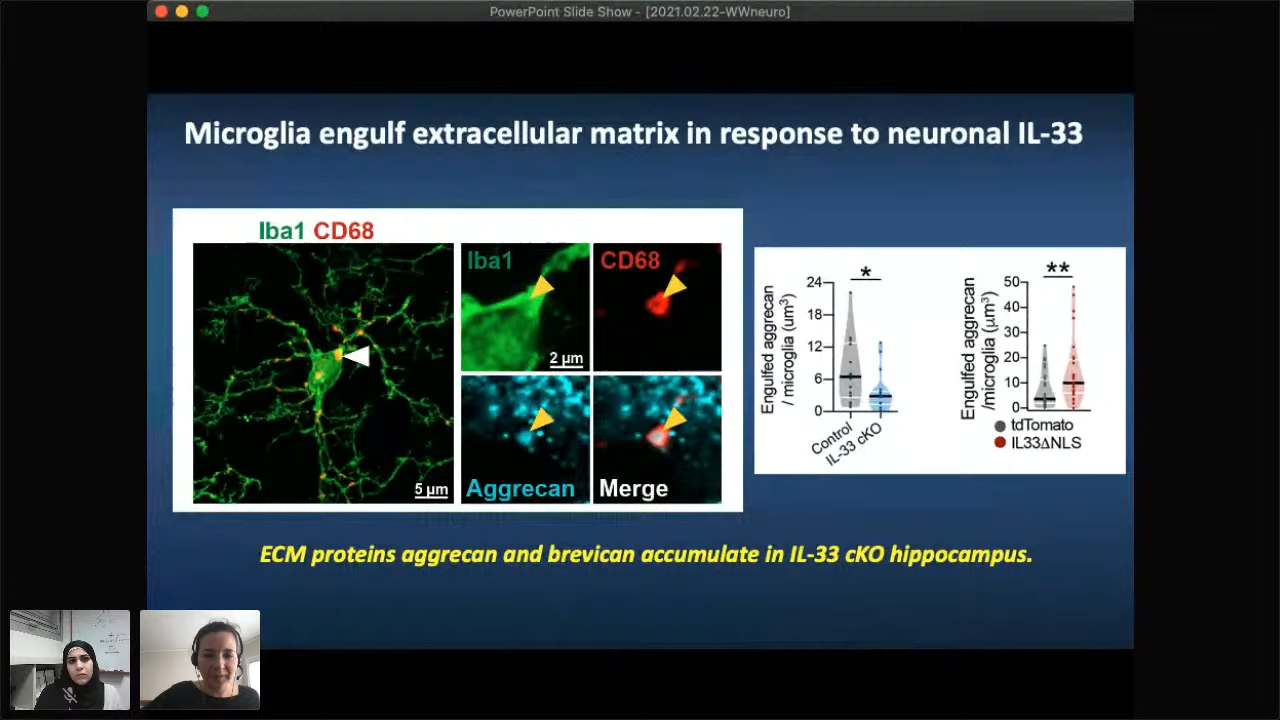 PowerPoint Slide Show - [2021.02.22-WWneuro]
Microglia engulf extracellular matrix in response to neuronal IL-33
Iba1 CD68
5 µm
Iba1
2 µm
CD68
Aggrecan
Merge
Engulfed aggrecan
/ microglia (um³)
24
18
12
6
0
*
Control
IL-33 cKO
Engulfed aggrecan
/microglia (µm³)
50
40
30
20
10
0
**
tdTomato
IL33ΔNLS
ECM proteins aggrecan and brevican accumulate in IL-33 cKO hippocampus.